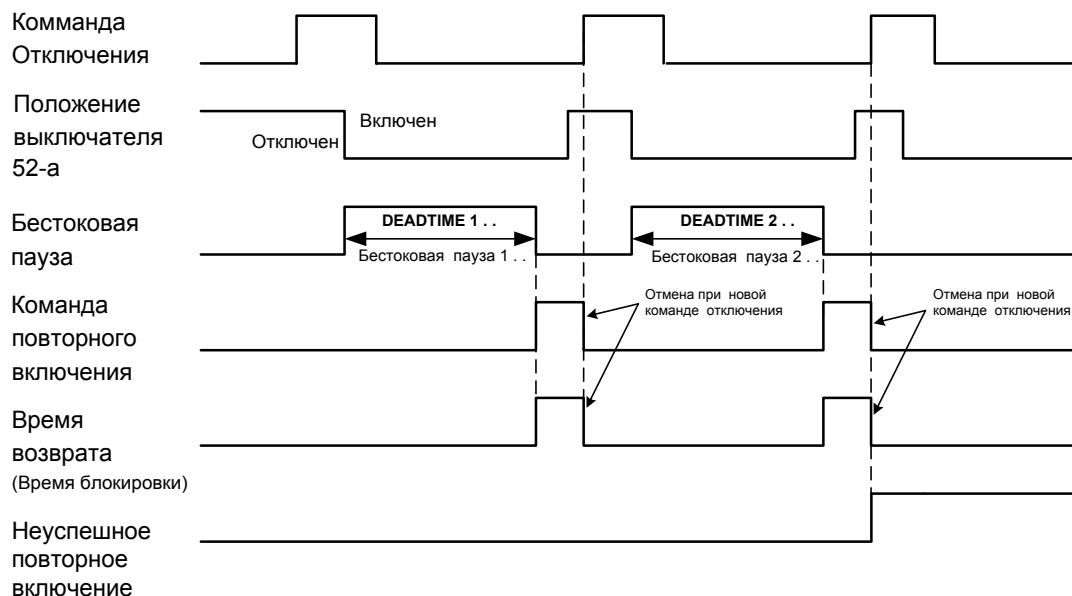 Комманда
Отключения
Положение
выключателя
52-а
Включен
Отключен
Бестоковая
пауза
DEADTIME 1 . .
Бестоковая пауза 1 . .
DEADTIME 2 . .
Бестоковая пауза 2 . .
Команда
повторного
включения
Отмена при новой
команде отключения
Отмена при новой
команде отключения
Время
возврата
(Время блокировки)
Неуспешное
повторное
включение